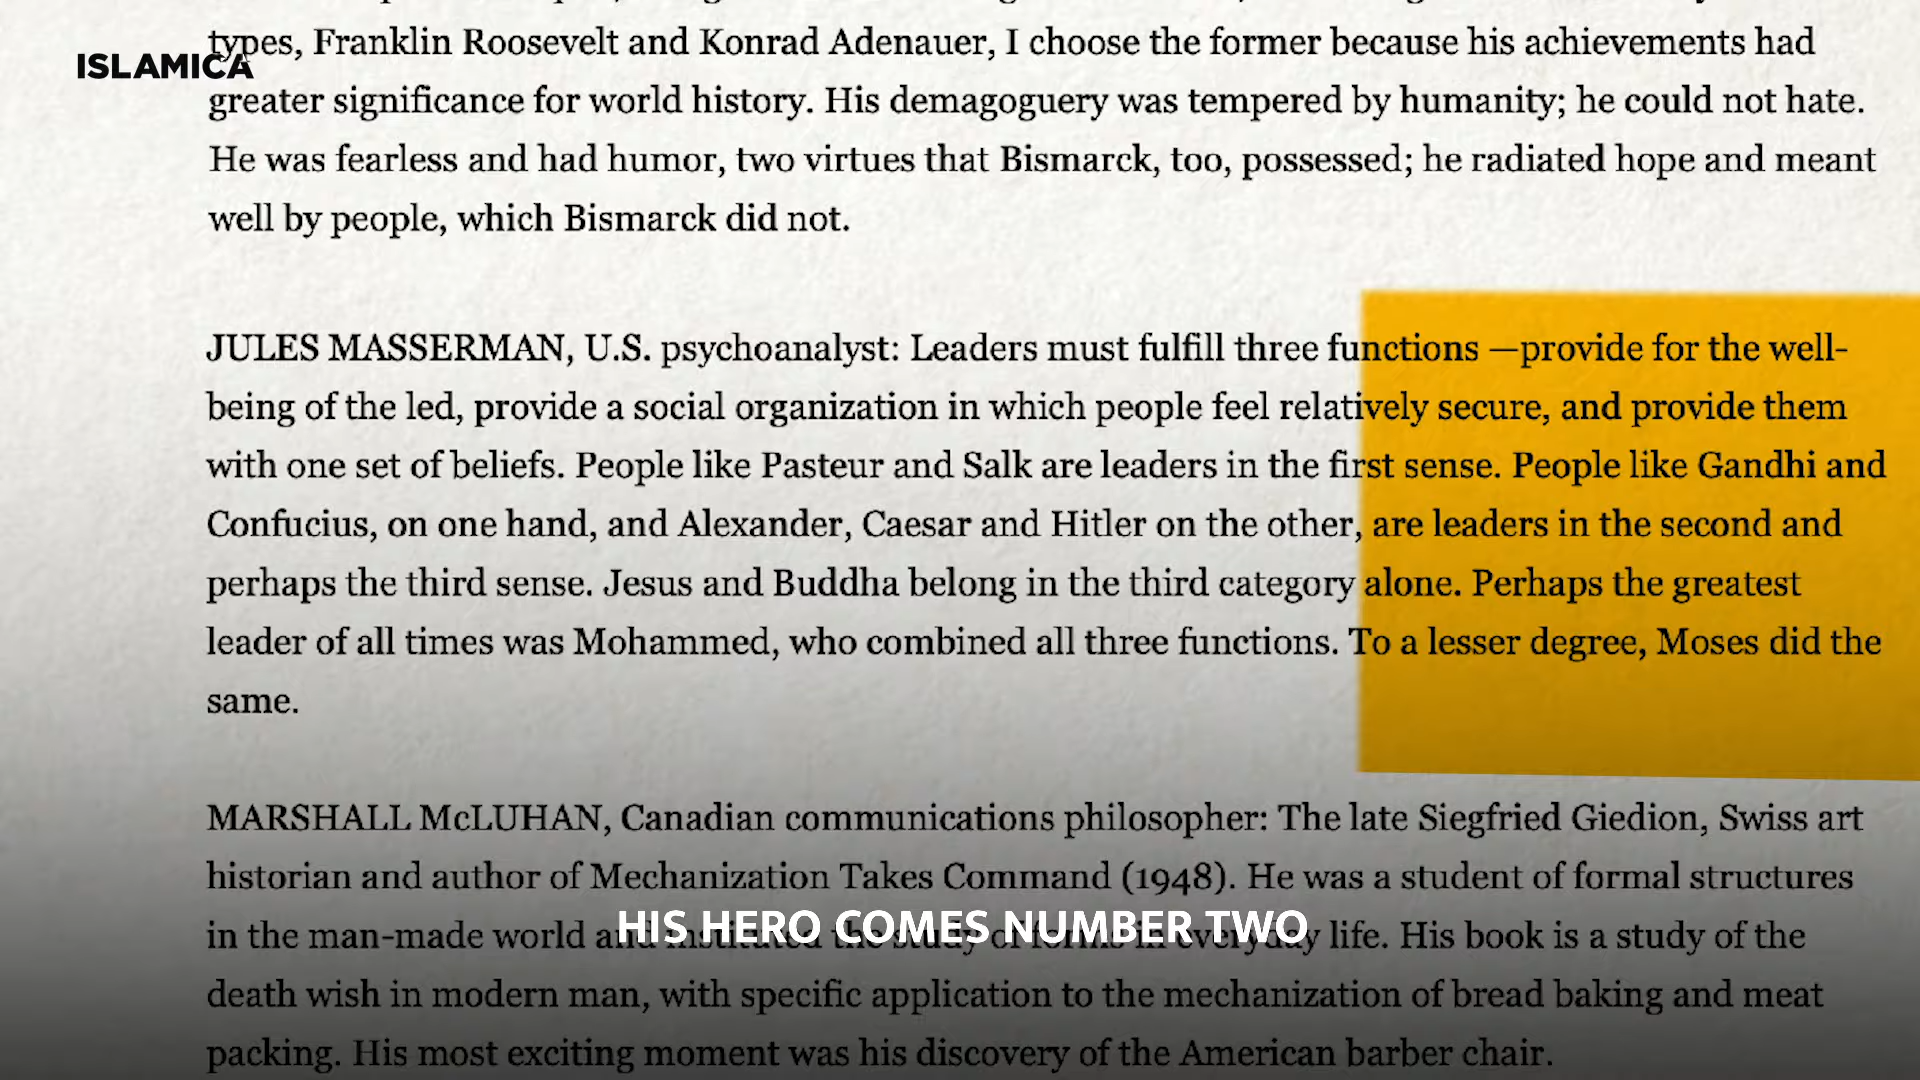 types, Franklin Roosevelt and Konrad Adenauer, I choose the former because his achievements had
ISLAMICA
greater significance for world history. His demagoguery was tempered by humanity; he could not hate.
He was fearless and had humor, two virtues that Bismarck, too, possessed; he radiated hope and meant
well by people, which Bismarck did not.
JULES MASSERMAN, U.S. psychoanalyst: Leaders must fulfill three functions —provide for the well-
being of the led, provide a social organization in which people feel relatively secure, and provide them
with one set of beliefs. People like Pasteur and Salk are leaders in the first sense. People like Gandhi and
Confucius, on one hand, and Alexander, Caesar and Hitler on the other, are leaders in the second and
perhaps the third sense. Jesus and Buddha belong in the third category alone. Perhaps the greatest
leader of all times was Mohammed, who combined all three functions. To a lesser degree, Moses did the
same.
MARSHALL McLUHAN, Canadian communications philosopher: The late Siegfried Giedion, Swiss art
historian and author of Mechanization Takes Command (1948). He was a student of formal structures
in the man-made world and instituted the study of forms in everyday life. His book is a study of the
HIS HERO COMES NUMBER TWO
death wish in modern man, with specific application to the mechanization of bread baking and meat
packing. His most exciting moment was his discovery of the American barber chair.